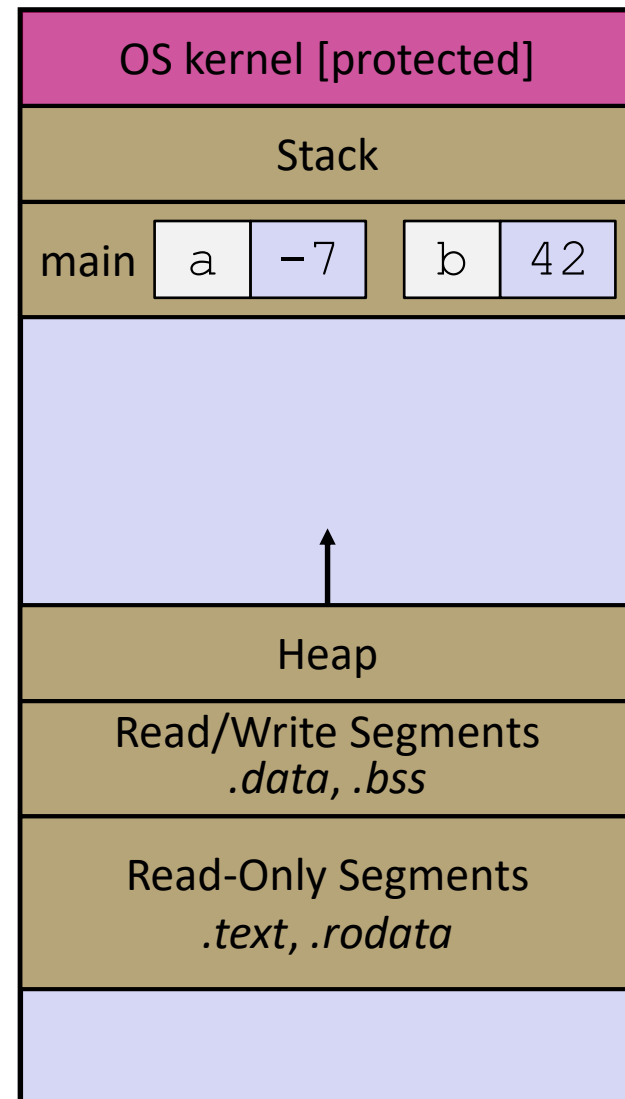 OS kernel [protected]
Stack
main a -7 b 42
Heap
Read/Write Segments
.data, .bss
Read-Only Segments
.text, .rodata